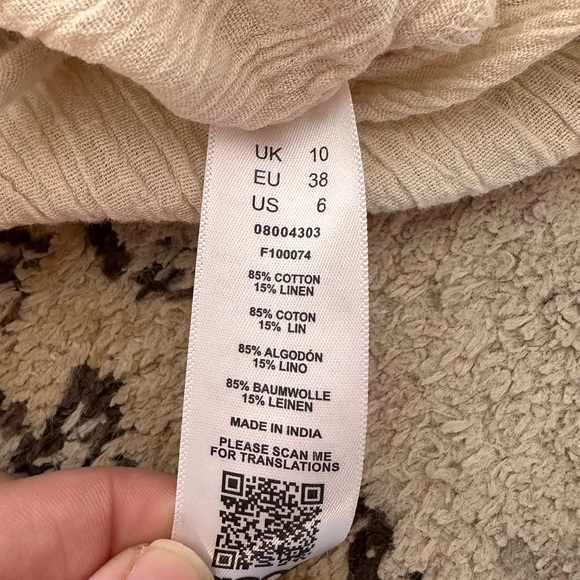 UK 10
EU 38
US 6
08004303
F100074
85% COTTON
15% LINEN
85% COTON
15% LIN
85% ALGODÓN
15% LINO
85% BAUMWOLLE
15% LEINEN
MADE IN INDIA
PLEASE SCAN ME
FOR TRANSLATIONS